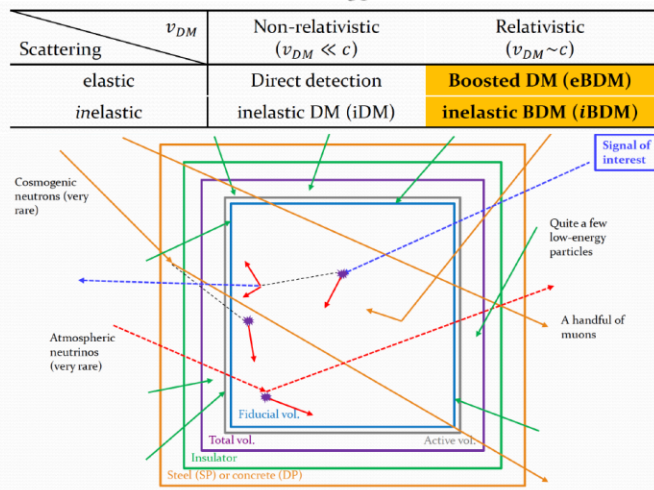 v_DM Non-relativistic Relativistic
Scattering (v_DM ≪ c) (v_DM~c)
elastic Direct detection Boosted DM (eBDM)
inelastic inelastic DM (iDM) inelastic BDM (iBDM)
Signal of
interest
Cosmogenic
neutrons (very
rare)
Quite a few
low-energy
particles
A handful of
muons
Atmospheric
neutrinos
(very rare)
Fiducial vol.
Total vol. Active vol.
Insulator
Steel (SP) or concrete (DP)